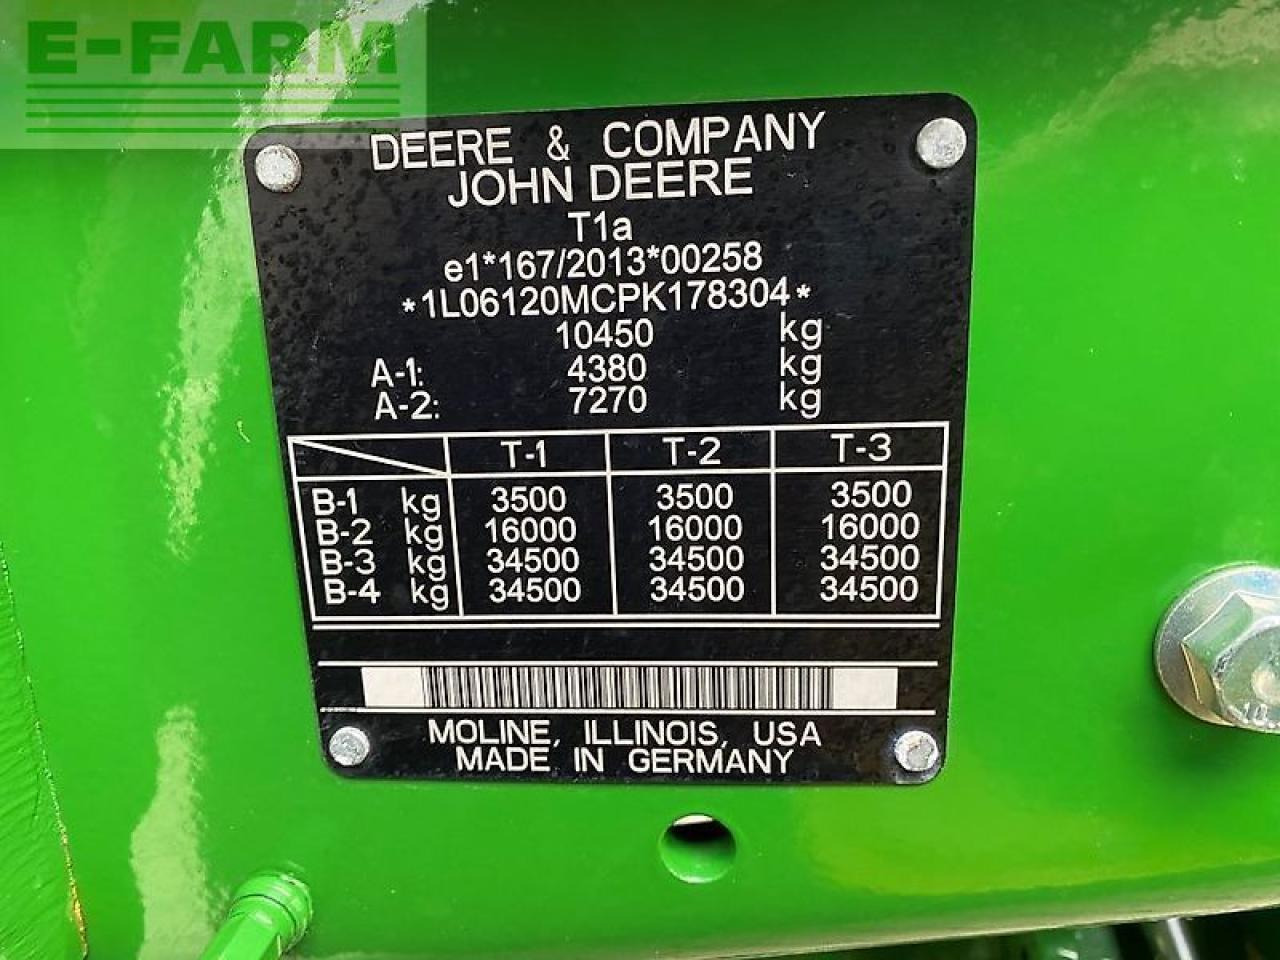 E-FARM
DEERE & COMPANY
JOHN DEERE
T1a
e1*167/2013*00258
*1L06120MCPK178304*
10450 kg
A-1: 4380 kg
A-2: 7270 kg
T-1 T-2 T-3
B-1 kg 3500 3500 3500
B-2 kg 16000 16000 16000
B-3 kg 34500 34500 34500
B-4 kg 34500 34500 34500
MOLINE, ILLINOIS, USA
MADE IN GERMANY